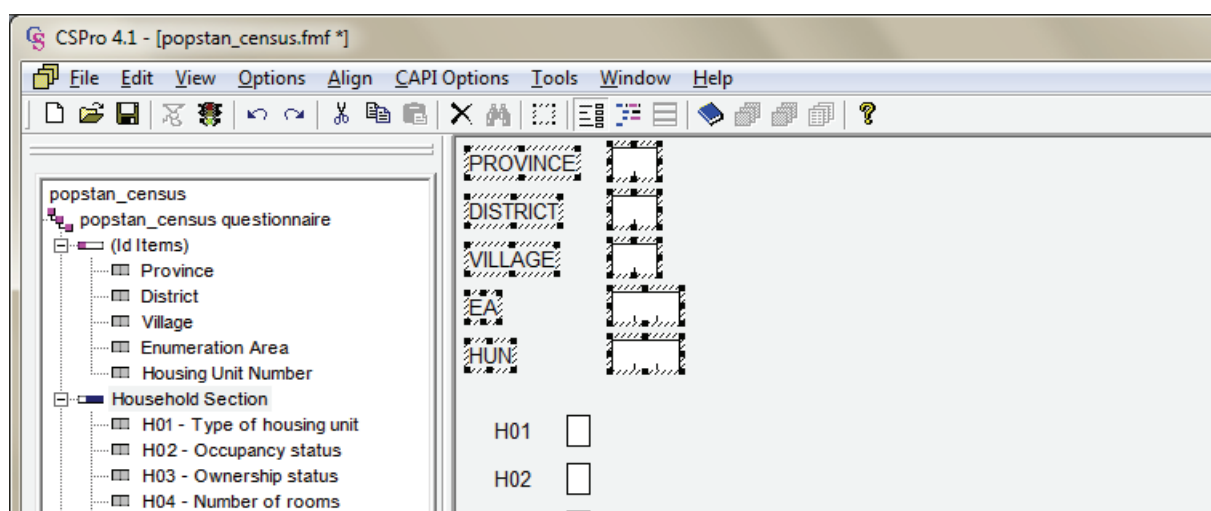 CSPro 4.1 - [popstan_census.fmf *]
File Edit View Options Align CAPI Options Tools Window Help
popstan_census
popstan_census questionnaire
(Id Items)
Province
District
Village
Enumeration Area
Housing Unit Number
Household Section
H01 - Type of housing unit
H02 - Occupancy status
H03 - Ownership status
H04 - Number of rooms
PROVINCE
DISTRICT
VILLAGE
EA
HUN
H01
H02